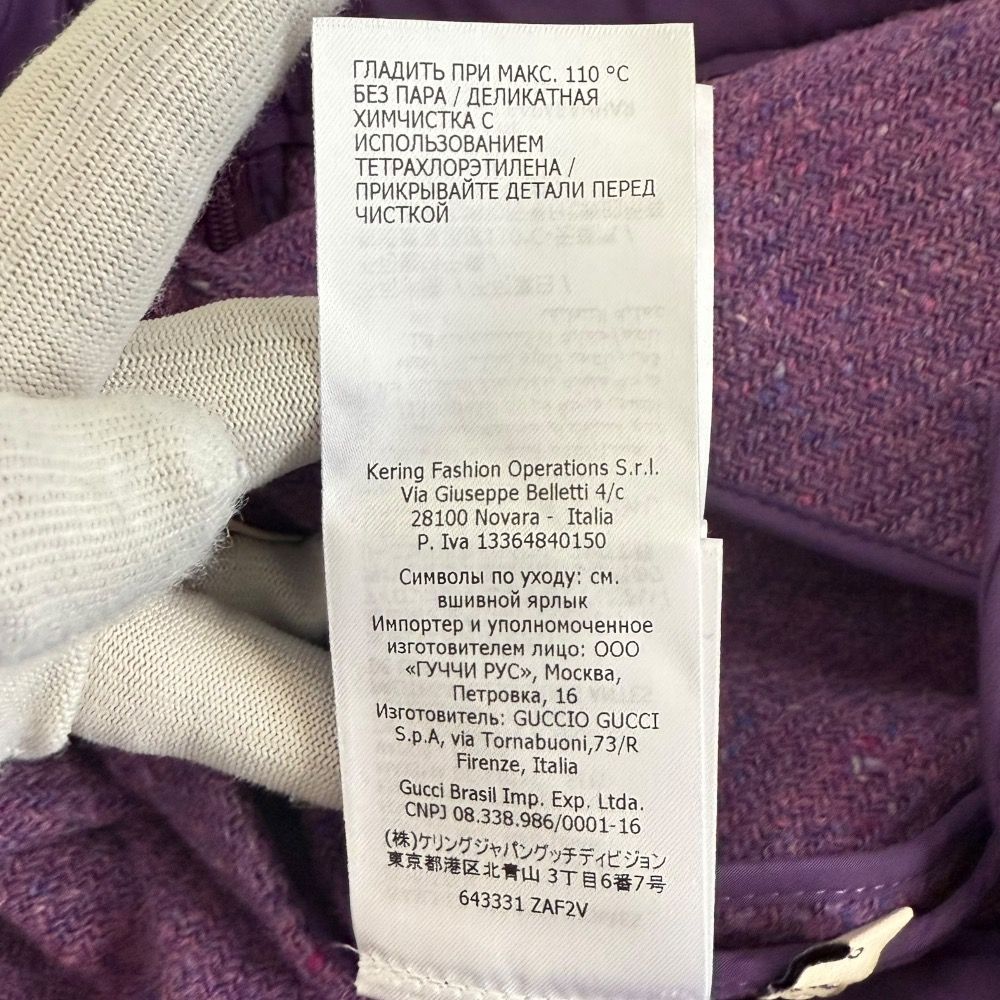 ГЛАДИТЬ ПРИ МАКС. 110 °C
БЕЗ ПАРА / ДЕЛИКАТНАЯ
ХИМЧИСТКА С
ИСПОЛЬЗОВАНИЕМ
ТЕТРАХЛОРЭТИЛЕНА /
ПРИКРЫВАЙТЕ ДЕТАЛИ ПЕРЕД
ЧИСТКОЙ
Kering Fashion Operations S.r.l.
Via Giuseppe Belletti 4/c
28100 Novara - Italia
P. Iva 13364840150
Символы по уходу: см.
вшивной ярлык
Импортер и уполномоченное
изготовителем лицо: ООО
«ГУЧЧИ РУС», Москва,
Петровка, 16
Изготовитель: GUCCIO GUCCI
S.p.A, via Tornabuoni,73/R
Firenze, Italia
Gucci Brasil Imp. Exp. Ltda.
CNPJ 08.338.986/0001-16
(株)ケリングジャパングッチディビジョン
東京都港区北青山 3丁目6番7号
643331 ZAF2V